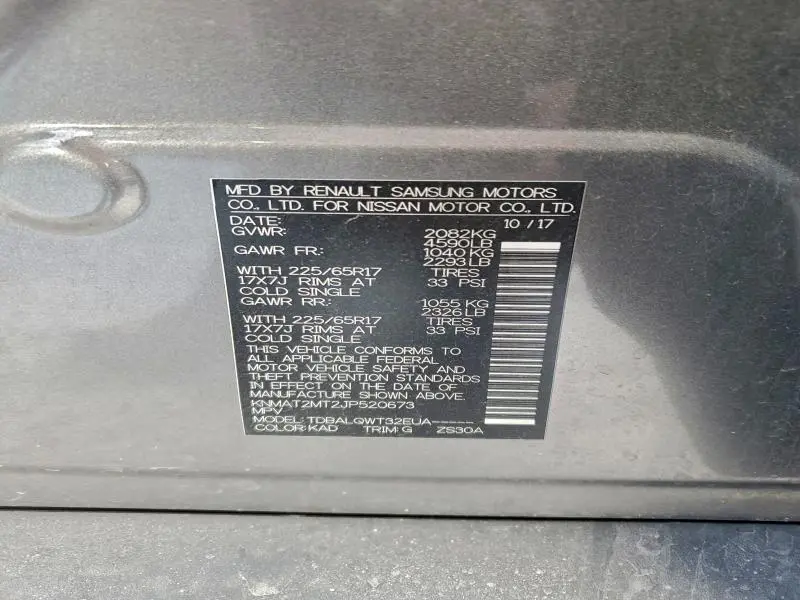 MFD BY RENAULT SAMSUNG MOTORS
CO., LTD. FOR NISSAN MOTOR CO., LTD.
DATE: 10 / 17
GVWR: 2082KG
4590LB
GAWR FR: 1040 KG
2293LB
WITH 225/65R17 TIRES
17X7J RIMS AT 33 PSI
COLD SINGLE
GAWR RR: 1055 KG
2326LB
WITH 225/65R17 TIRES
17X7J RIMS AT 33 PSI
COLD SINGLE
THIS VEHICLE CONFORMS TO
ALL APPLICABLE FEDERAL
MOTOR VEHICLE SAFETY AND
THEFT PREVENTION STANDARDS
IN EFFECT ON THE DATE OF
MANUFACTURE SHOWN ABOVE.
KNMAT2MT2JP520673
MPV
MODEL: TDBALQWT32EUA-----
COLOR:KAD TRIM:G ZS30A